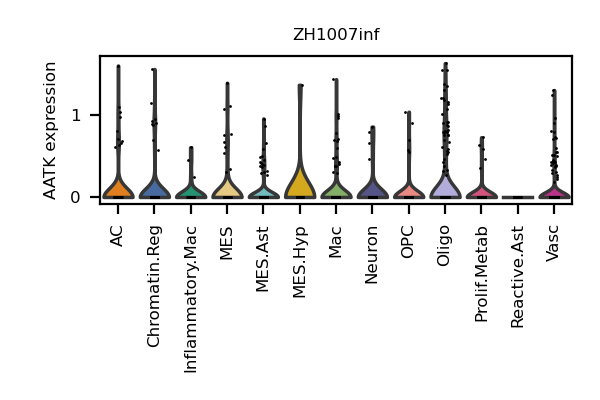 ZH1007inf
AATK expression
1
0
AC
Chromatin.Reg
Inflammatory.Mac
MES
MES.Ast
MES.Hyp
Mac
Neuron
OPC
Oligo
Prolif.Metab
Reactive.Ast
Vasc